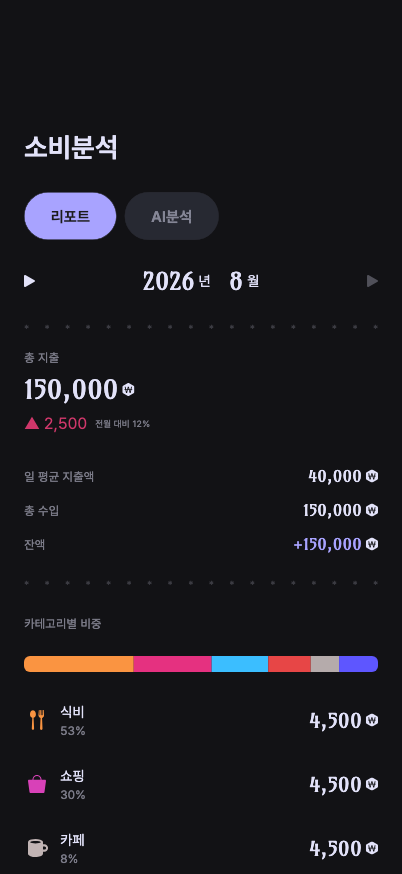 소비분석
리포트 AI분석
2026 년 8 월
총 지출
150,000
▲ 2,500 전월 대비 12%
일 평균 지출액 40,000
총 수입 150,000
잔액 +150,000
카테고리별 비중
식비 4,500
53%
쇼핑 4,500
30%
카페 4,500
8%